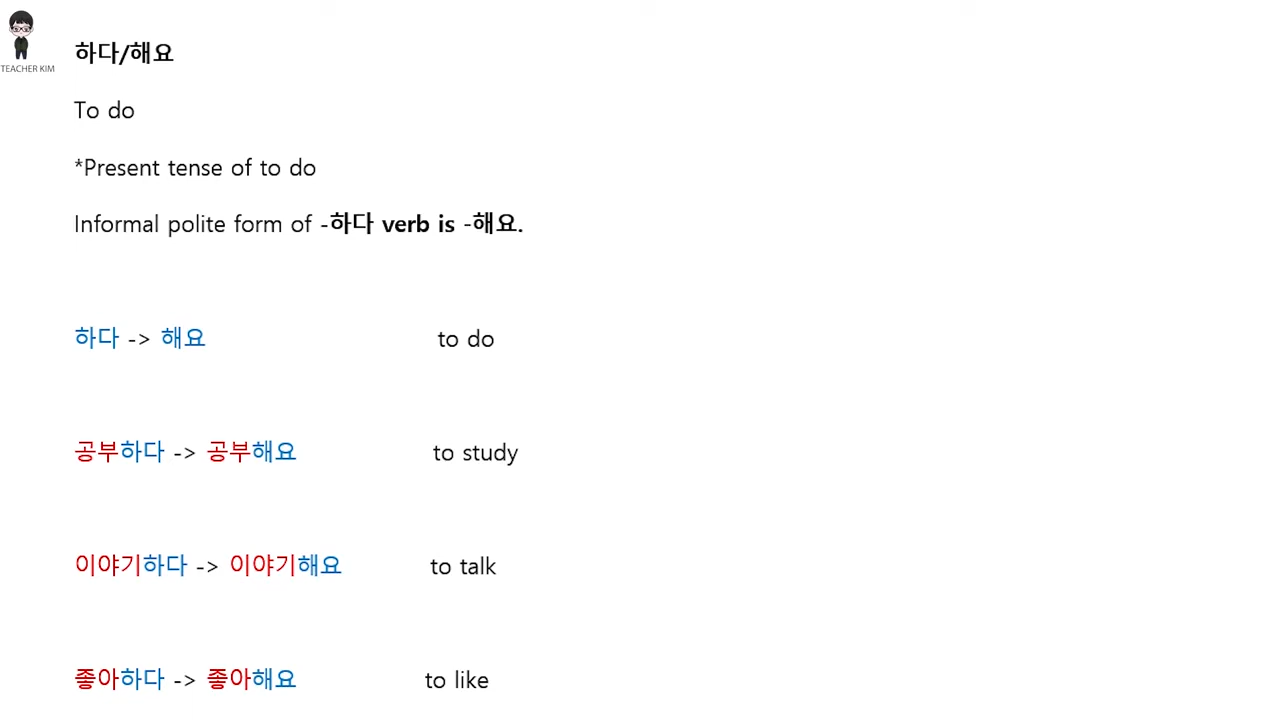 TEACHER KIM
하다/해요
To do
*Present tense of to do
Informal polite form of -하다 verb is -해요.
하다 -> 해요 to do
공부하다 -> 공부해요 to study
이야기하다 -> 이야기해요 to talk
좋아하다 -> 좋아해요 to like